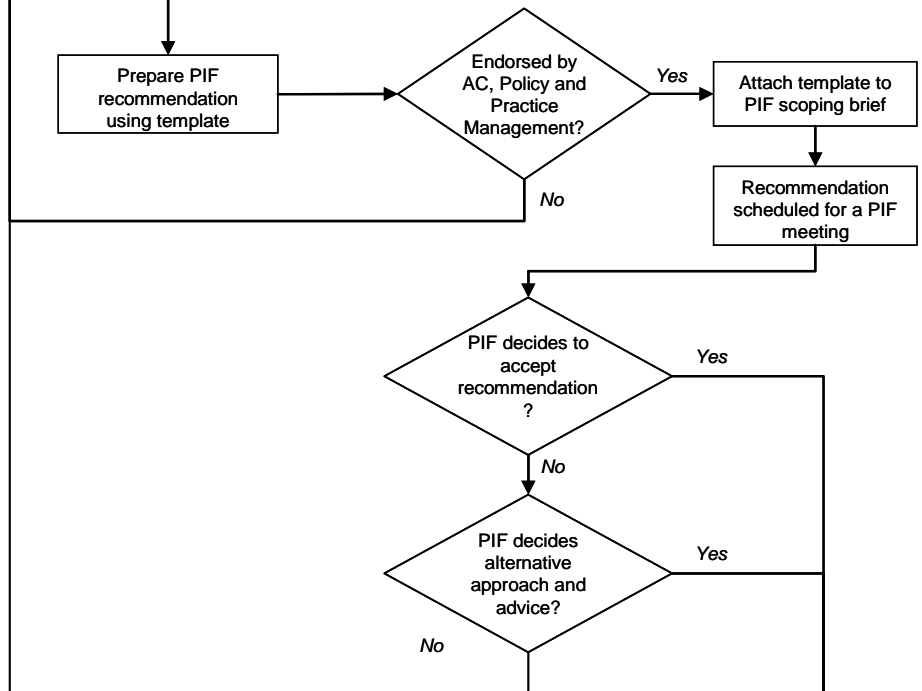 Prepare PIF
recommendation
using template
Endorsed by
AC, Policy and
Practice
Management?
Yes
Attach template to
PIF scoping brief
No
Recommendation
scheduled for a PIF
meeting
PIF decides to
accept
recommendation
?
Yes
No
PIF decides
alternative
approach and
advice?
Yes
No